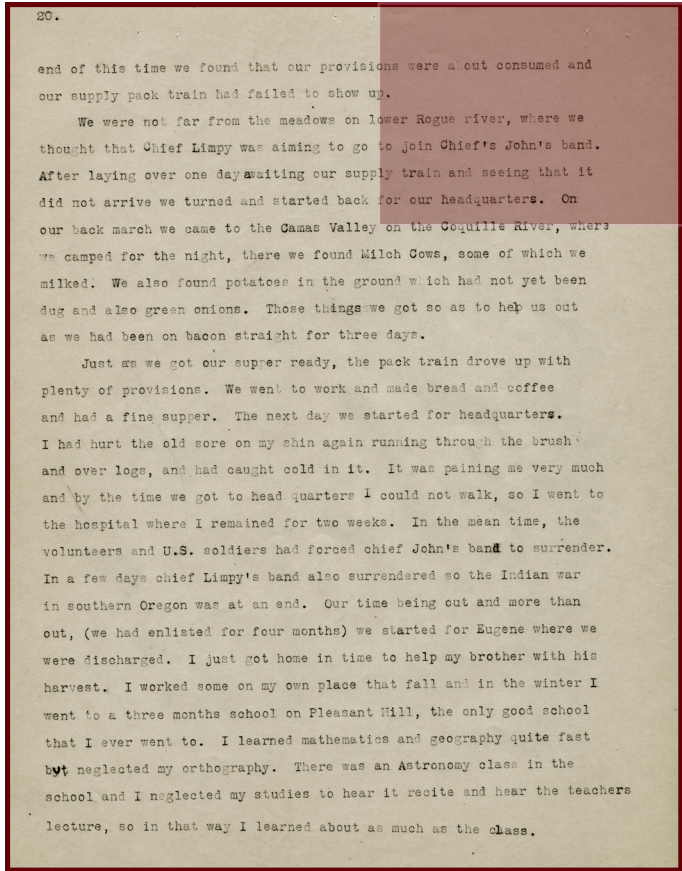 20.
end of this time we found that our provisions were about consumed and
our supply pack train had failed to show up.
We were not far from the meadows on lower Rogue river, where we
thought that Chief Limpy was aiming to go to join Chief's John's band.
After laying over one day awaiting our supply train and seeing that it
did not arrive we turned and started back for our headquarters. On
our back march we came to the Camas Valley on the Coquille River, where
we camped for the night, there we found Milch Cows, some of which we
milked. We also found potatoes in the ground which had not yet been
dug and also green onions. Those things we got so as to help us out
as we had been on bacon straight for three days.
Just as we got our supper ready, the pack train drove up with
plenty of provisions. We went to work and made bread and coffee
and had a fine supper. The next day we started for headquarters.
I had hurt the old sore on my shin again running through the brush
and over logs, and had caught cold in it. It was paining me very much
and by the time we got to head quarters I could not walk, so I went to
the hospital where I remained for two weeks. In the mean time, the
volunteers and U.S. soldiers had forced chief John's band to surrender.
In a few days chief Limpy's band also surrendered so the Indian war
in southern Oregon was at an end. Our time being out and more than
out, (we had enlisted for four months) we started for Eugene where we
were discharged. I just got home in time to help my brother with his
harvest. I worked some on my own place that fall and in the winter I
went to a three months school on Pleasant Hill, the only good school
that I ever went to. I learned mathematics and geography quite fast
but neglected my orthography. There was an Astronomy class in the
school and I neglected my studies to hear it recite and hear the teachers
lecture, so in that way I learned about as much as the class.